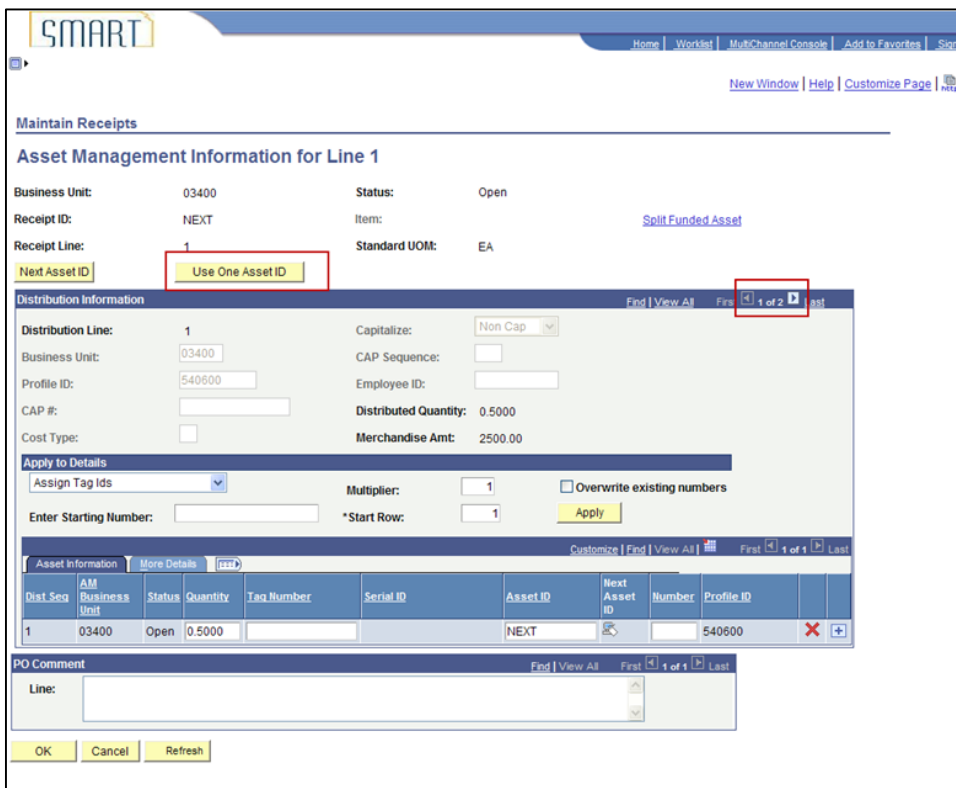 SMART
Home | Worklist | MultiChannel Console | Add to Favorites | Sign
New Window | Help | Customize Page |
Maintain Receipts
Asset Management Information for Line 1
Business Unit: 03400 Status: Open
Receipt ID: NEXT Item: Split Funded Asset
Receipt Line: 1 Standard UOM: EA
Next Asset ID Use One Asset ID
Distribution Information Find | View All First 1 of 2 Last
Distribution Line: 1 Capitalize: Non Cap
Business Unit: 03400 CAP Sequence:
Profile ID: 540600 Employee ID:
CAP #: Distributed Quantity: 0.5000
Cost Type: Merchandise Amt: 2500.00
Apply to Details
Assign Tag Ids Multiplier: 1 Overwrite existing numbers
Enter Starting Number: *Start Row: 1 Apply
Customize | Find | View All | First 1 of 1 Last
Asset Information More Details
Dist Seq AM Business Unit Status Quantity Tag Number Serial ID Asset ID Next Asset ID Number Profile ID
1 03400 Open 0.5000 NEXT 540600
PO Comment Find | View All First 1 of 1 Last
Line:
OK Cancel Refresh